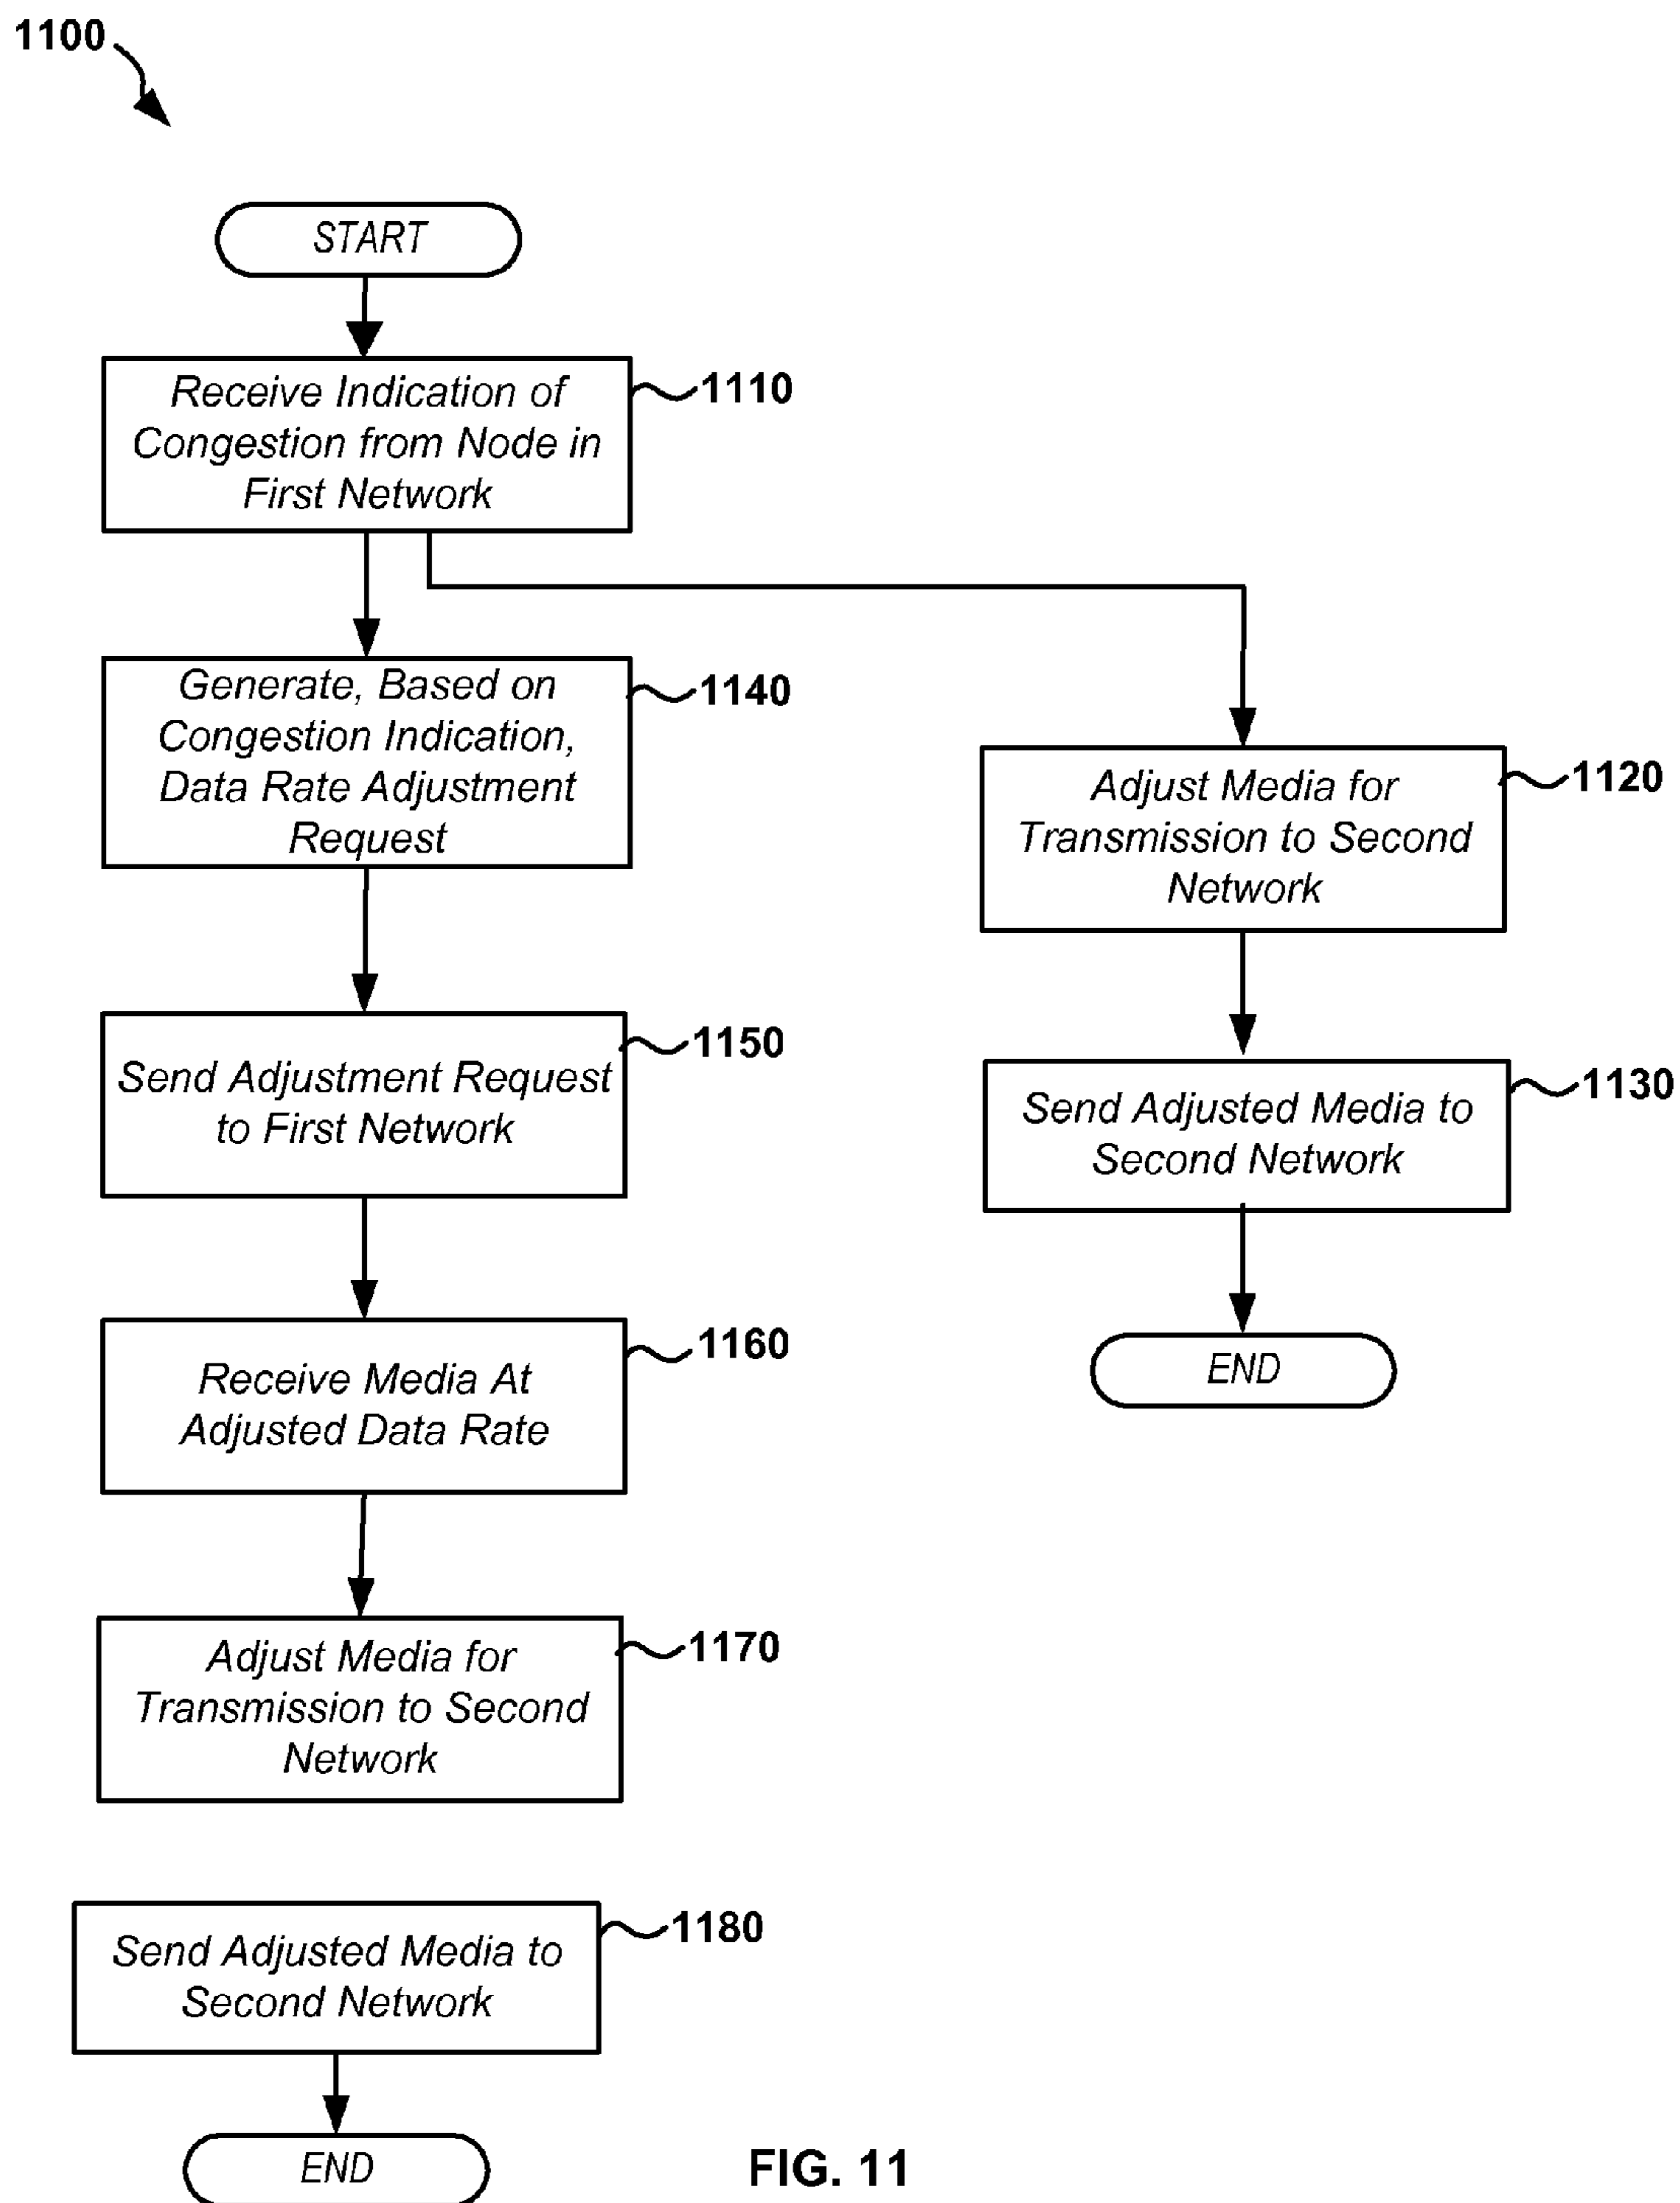 1100
START
Receive Indication of
Congestion from Node in
First Network
1110
Generate, Based on
Congestion Indication,
Data Rate Adjustment
Request
1140
Adjust Media for
Transmission to Second
Network
1120
Send Adjustment Request
to First Network
1150
Send Adjusted Media to
Second Network
1130
Receive Media At
Adjusted Data Rate
1160
END
Adjust Media for
Transmission to Second
Network
1170
Send Adjusted Media to
Second Network
1180
END
FIG. 11